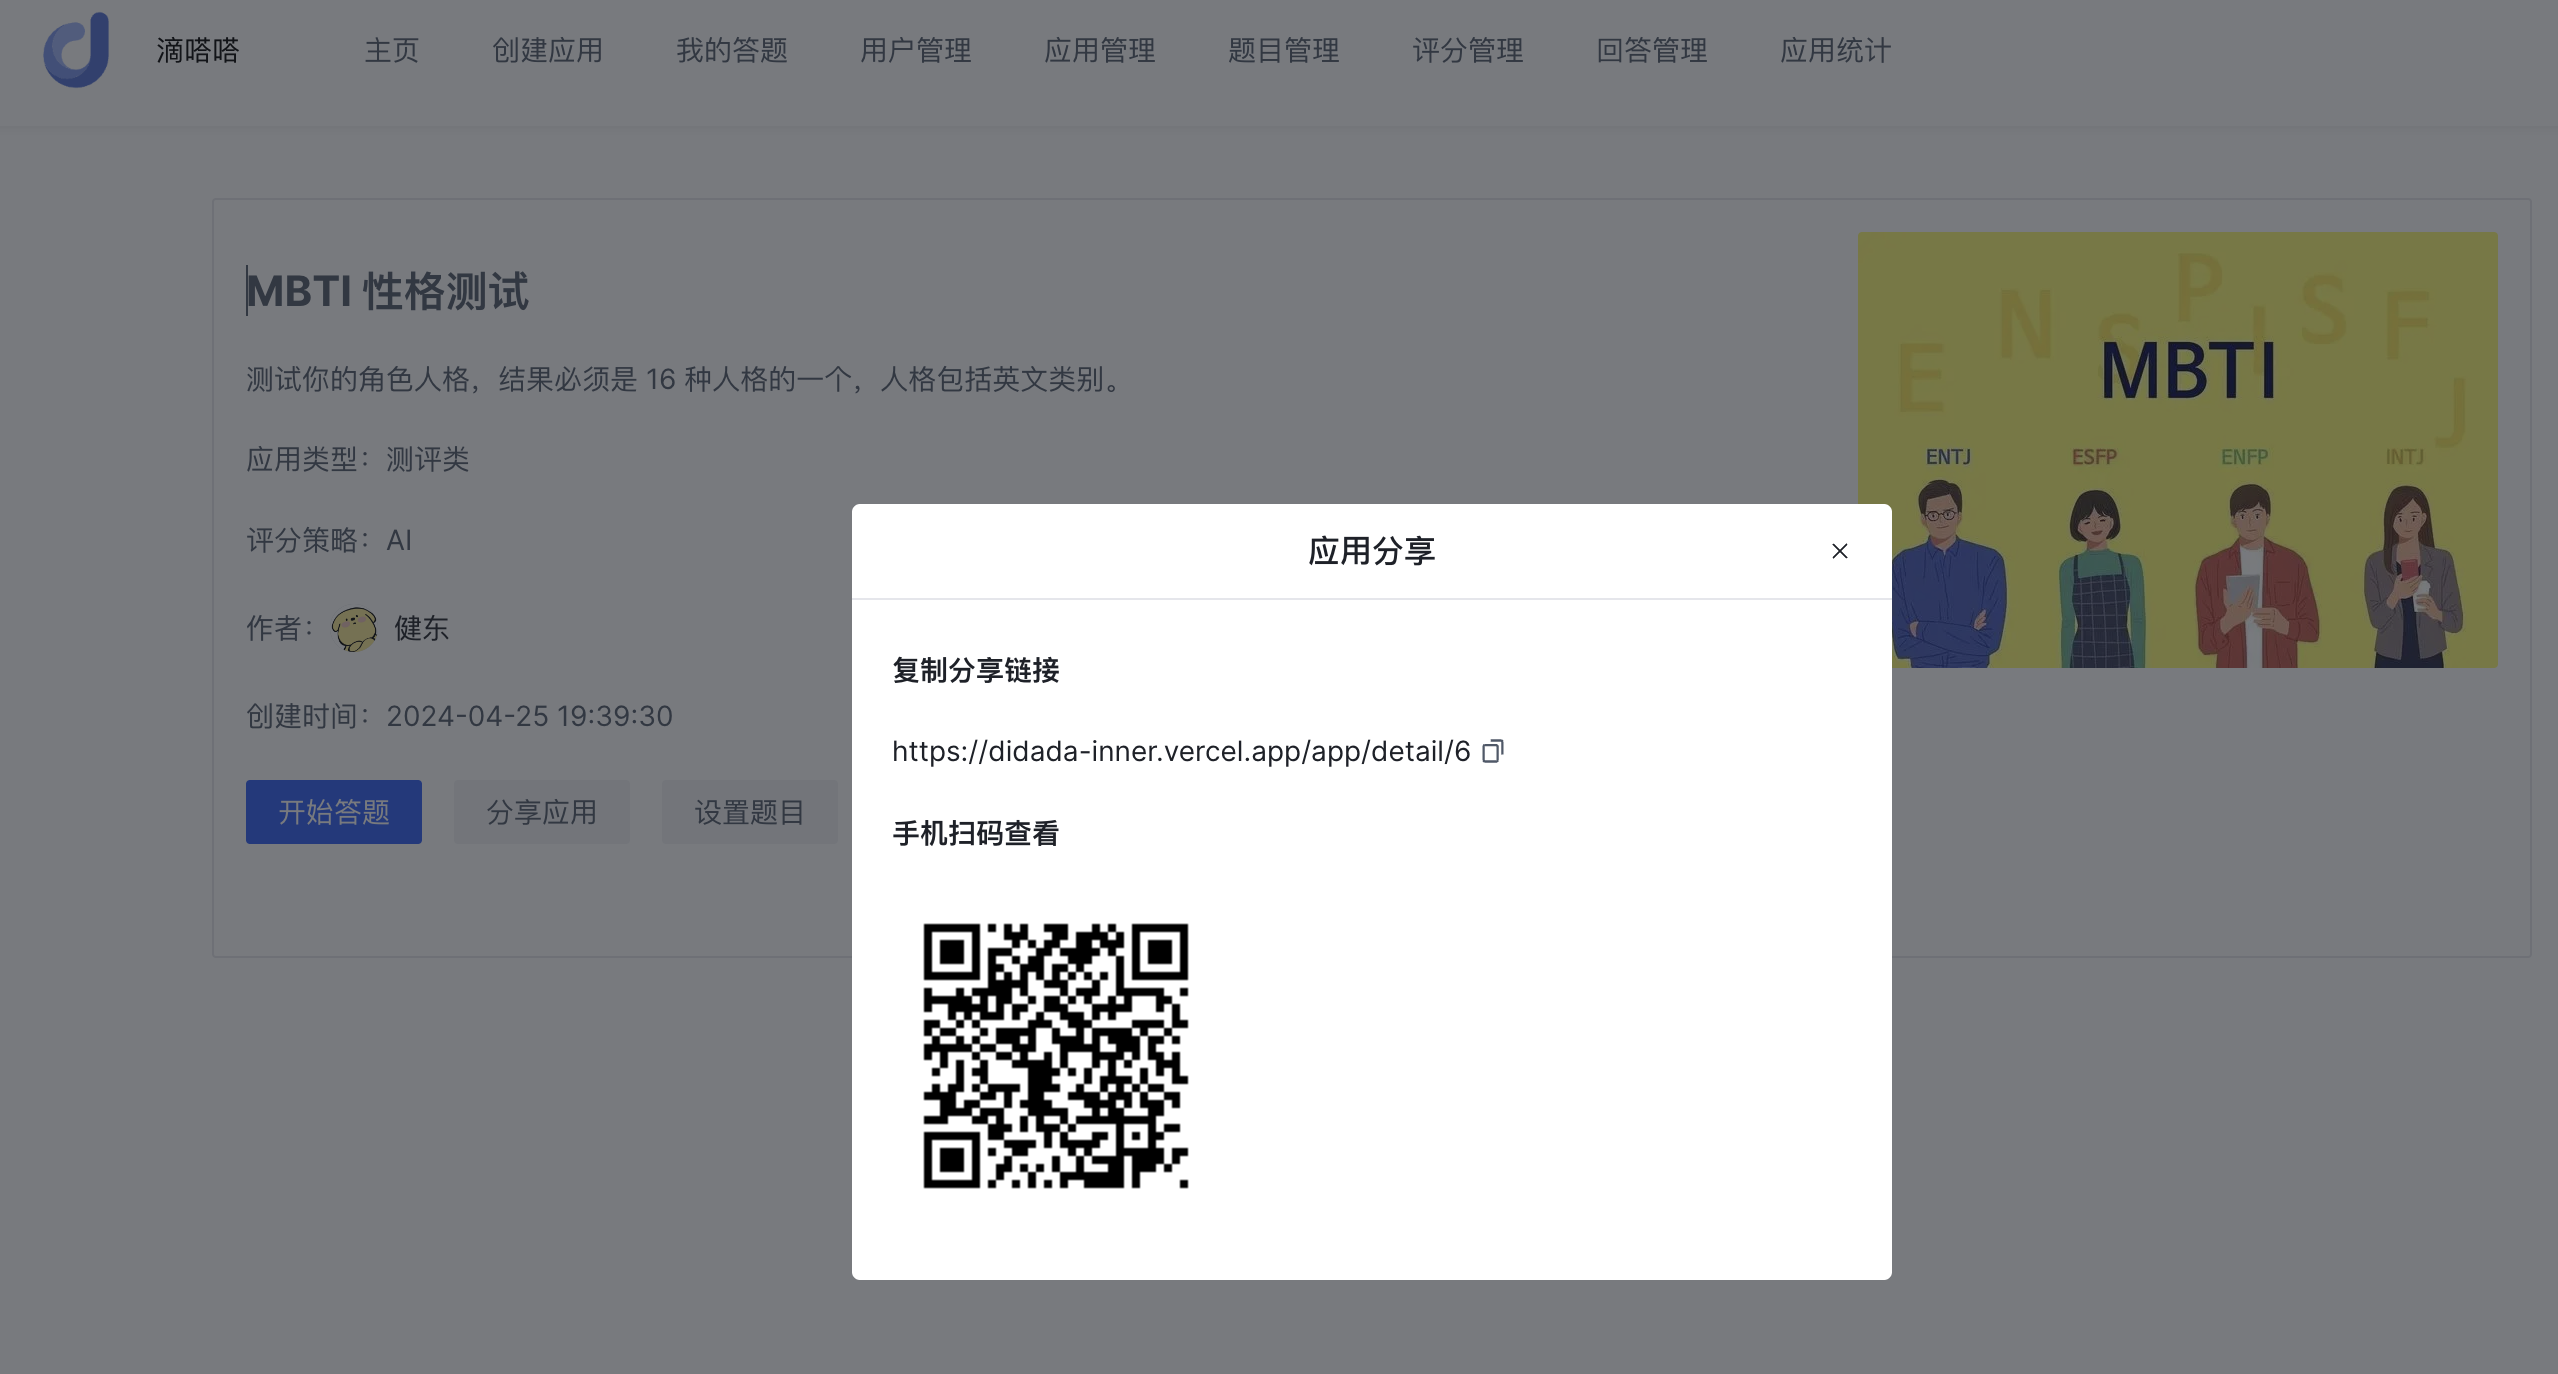 滴嗒嗒
主页
创建应用
我的答题
用户管理
应用管理
题目管理
评分管理
回答管理
应用统计
MBTI 性格测试
测试你的角色人格，结果必须是 16 种人格的一个，人格包括英文类别。
应用类型：测评类
评分策略：AI
作者：健东
创建时间：2024-04-25 19:39:30
开始答题
分享应用
设置题目
E N S P I S F J
MBTI
ENTJ
ESFP
ENFP
INTJ
应用分享
复制分享链接
https://didada-inner.vercel.app/app/detail/6
手机扫码查看